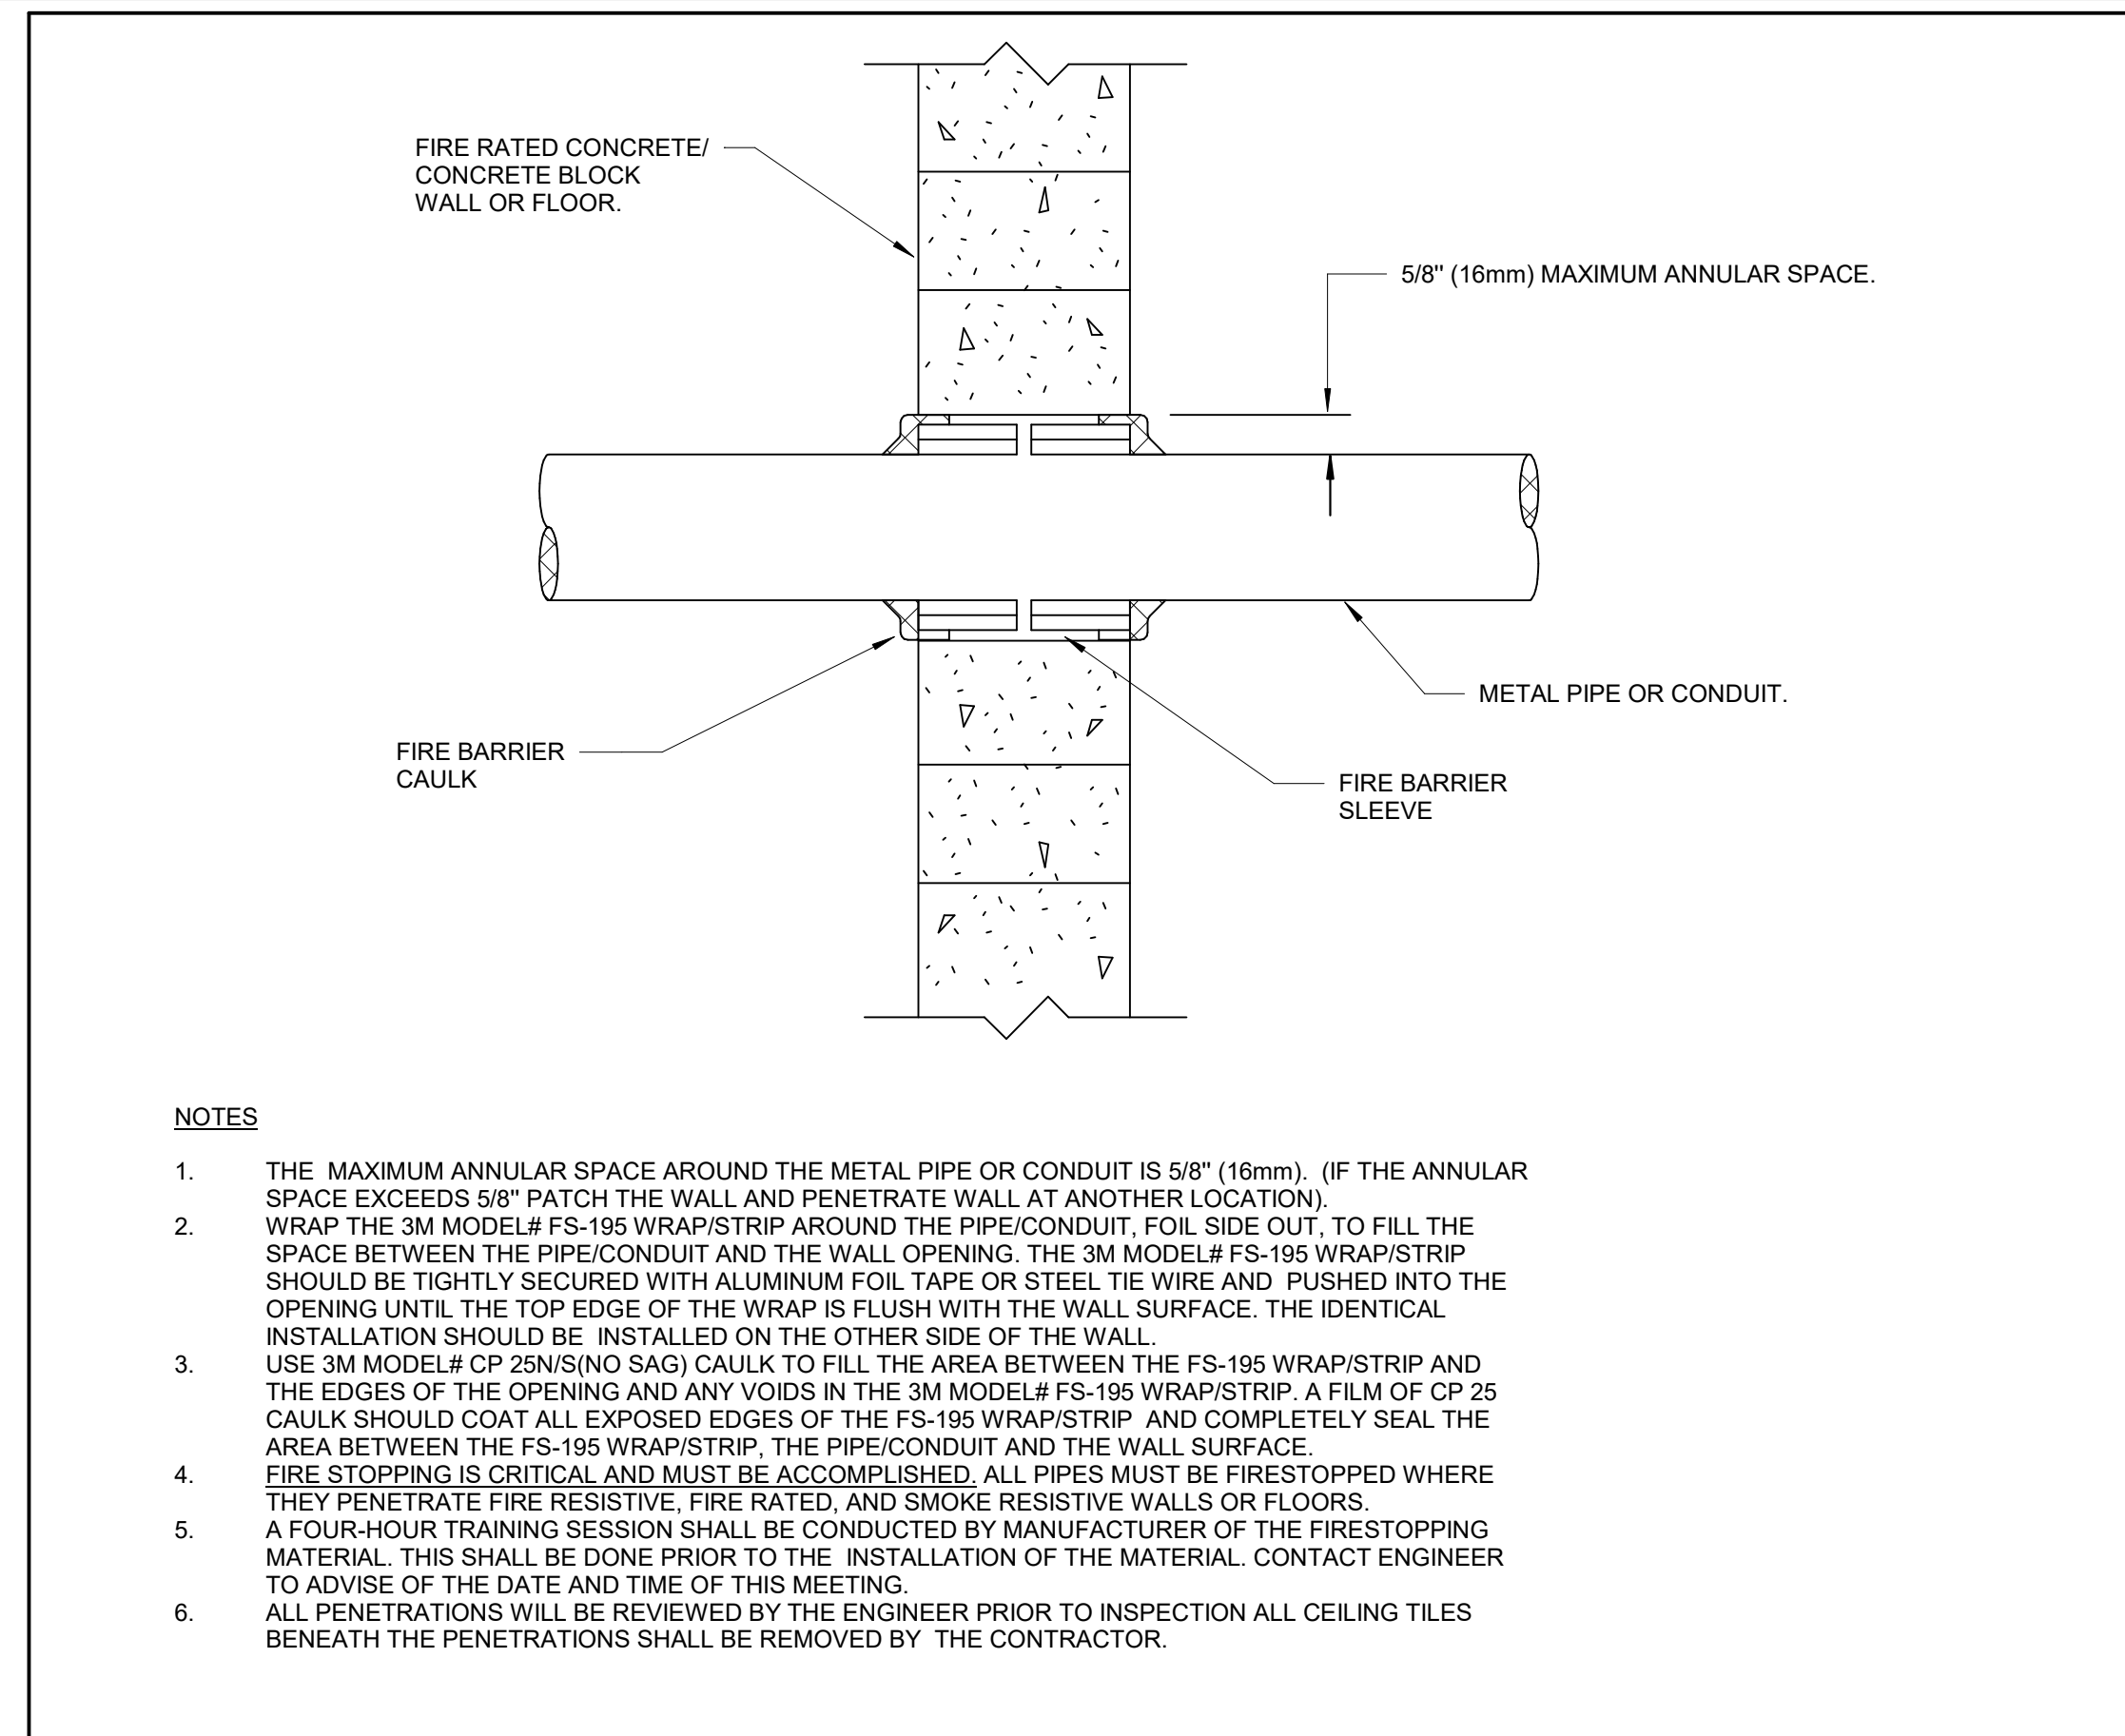 FIRE RATED CONCRETE/
CONCRETE BLOCK
WALL OR FLOOR.
5/8" (16mm) MAXIMUM ANNULAR SPACE.
METAL PIPE OR CONDUIT.
FIRE BARRIER
CAULK
FIRE BARRIER
SLEEVE
NOTES
1. THE MAXIMUM ANNULAR SPACE AROUND THE METAL PIPE OR CONDUIT IS 5/8" (16mm). (IF THE ANNULAR
SPACE EXCEEDS 5/8" PATCH THE WALL AND PENETRATE WALL AT ANOTHER LOCATION).
2. WRAP THE 3M MODEL# FS-195 WRAP/STRIP AROUND THE PIPE/CONDUIT, FOIL SIDE OUT, TO FILL THE
SPACE BETWEEN THE PIPE/CONDUIT AND THE WALL OPENING. THE 3M MODEL# FS-195 WRAP/STRIP
SHOULD BE TIGHTLY SECURED WITH ALUMINUM FOIL TAPE OR STEEL TIE WIRE AND PUSHED INTO THE
OPENING UNTIL THE TOP EDGE OF THE WRAP IS FLUSH WITH THE WALL SURFACE. THE IDENTICAL
INSTALLATION SHOULD BE INSTALLED ON THE OTHER SIDE OF THE WALL.
3. USE 3M MODEL# CP 25N/S(NO SAG) CAULK TO FILL THE AREA BETWEEN THE FS-195 WRAP/STRIP AND
THE EDGES OF THE OPENING AND ANY VOIDS IN THE 3M MODEL# FS-195 WRAP/STRIP. A FILM OF CP 25
CAULK SHOULD COAT ALL EXPOSED EDGES OF THE FS-195 WRAP/STRIP AND COMPLETELY SEAL THE
AREA BETWEEN THE FS-195 WRAP/STRIP, THE PIPE/CONDUIT AND THE WALL SURFACE.
4. FIRE STOPPING IS CRITICAL AND MUST BE ACCOMPLISHED. ALL PIPES MUST BE FIRESTOPPED WHERE
THEY PENETRATE FIRE RESISTIVE, FIRE RATED, AND SMOKE RESISTIVE WALLS OR FLOORS.
5. A FOUR-HOUR TRAINING SESSION SHALL BE CONDUCTED BY MANUFACTURER OF THE FIRESTOPPING
MATERIAL. THIS SHALL BE DONE PRIOR TO THE INSTALLATION OF THE MATERIAL. CONTACT ENGINEER
TO ADVISE OF THE DATE AND TIME OF THIS MEETING.
6. ALL PENETRATIONS WILL BE REVIEWED BY THE ENGINEER PRIOR TO INSPECTION ALL CEILING TILES
BENEATH THE PENETRATIONS SHALL BE REMOVED BY THE CONTRACTOR.